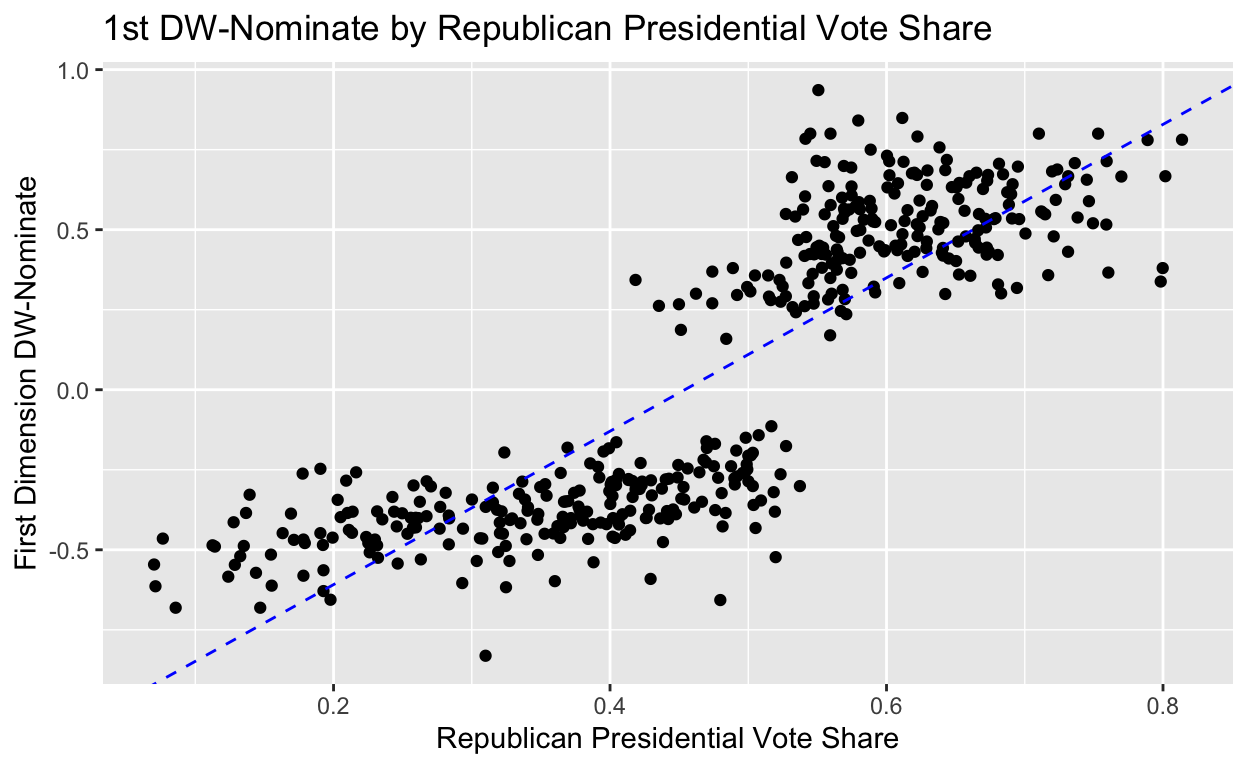 1st DW-Nominate by Republican Presidential Vote Share
First Dimension DW-Nominate
1.0
0.5
0.0
-0.5
0.2 0.4 0.6 0.8
Republican Presidential Vote Share